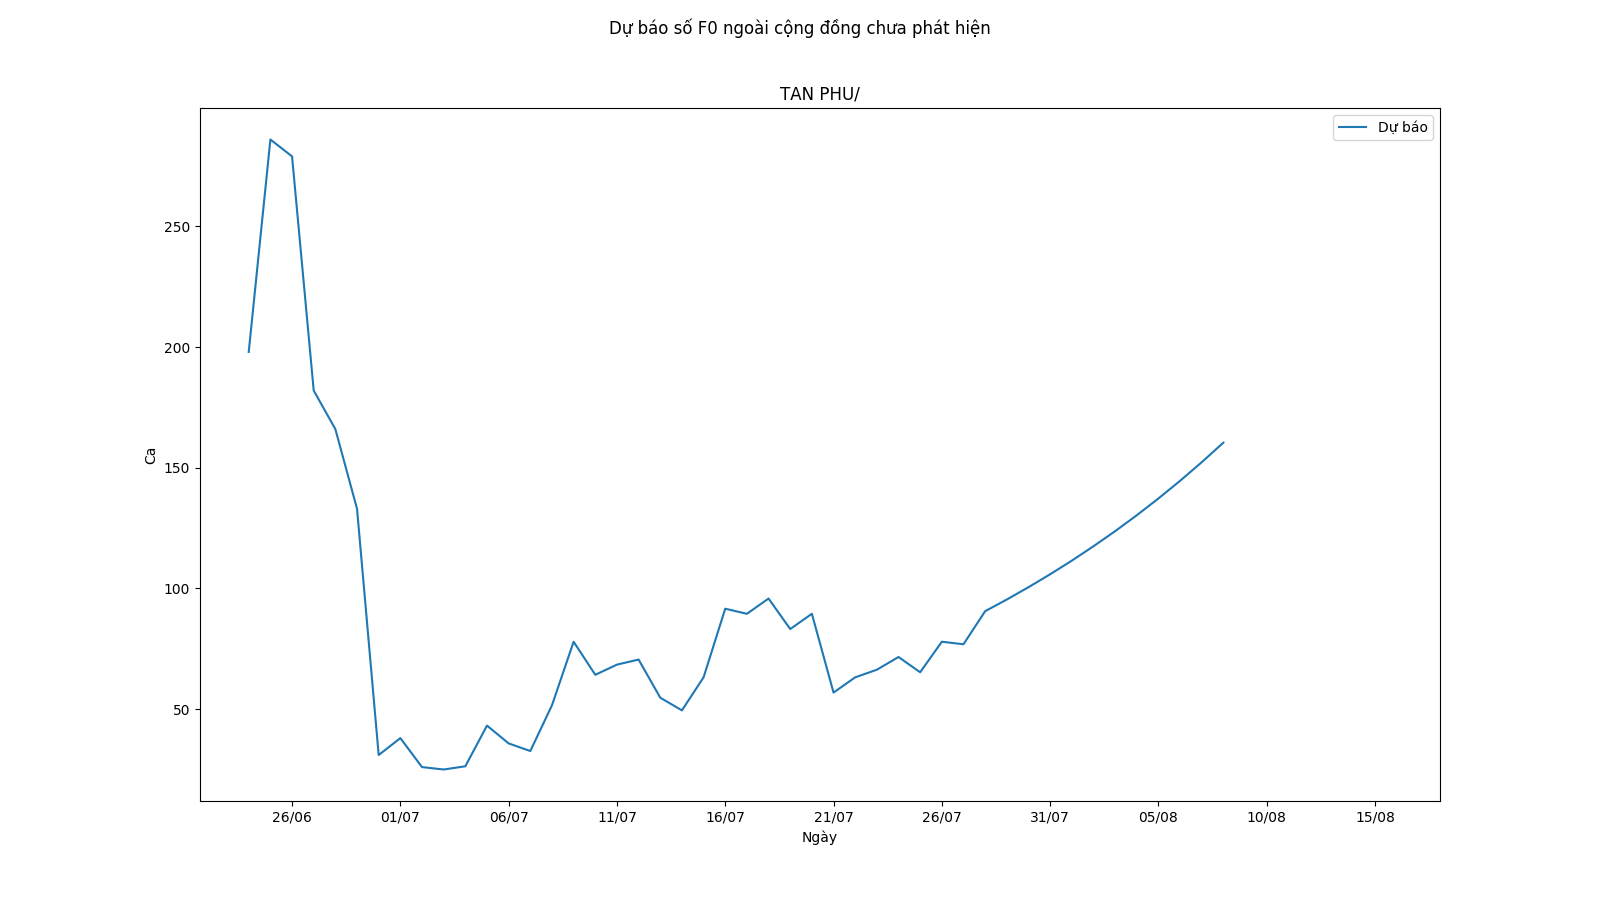 Dự báo số F0 ngoài cộng đồng chưa phát hiện
TAN PHU/
Dự báo
250
200
150
100
50
Ca
26/06 01/07 06/07 11/07 16/07 21/07 26/07 31/07 05/08 10/08 15/08
Ngày